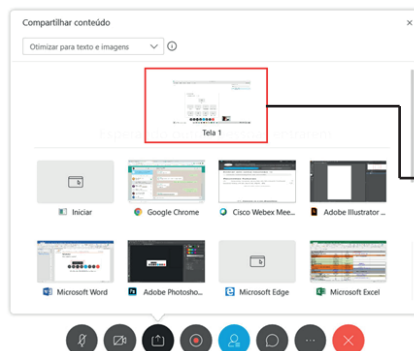 Compartilhar conteúdo
Otimizar para texto e imagens
Tela 1
Iniciar
Google Chrome
Cisco Webex Mee...
Adobe Illustrator ...
Microsoft Word
Adobe Photosho...
Microsoft Edge
Microsoft Excel